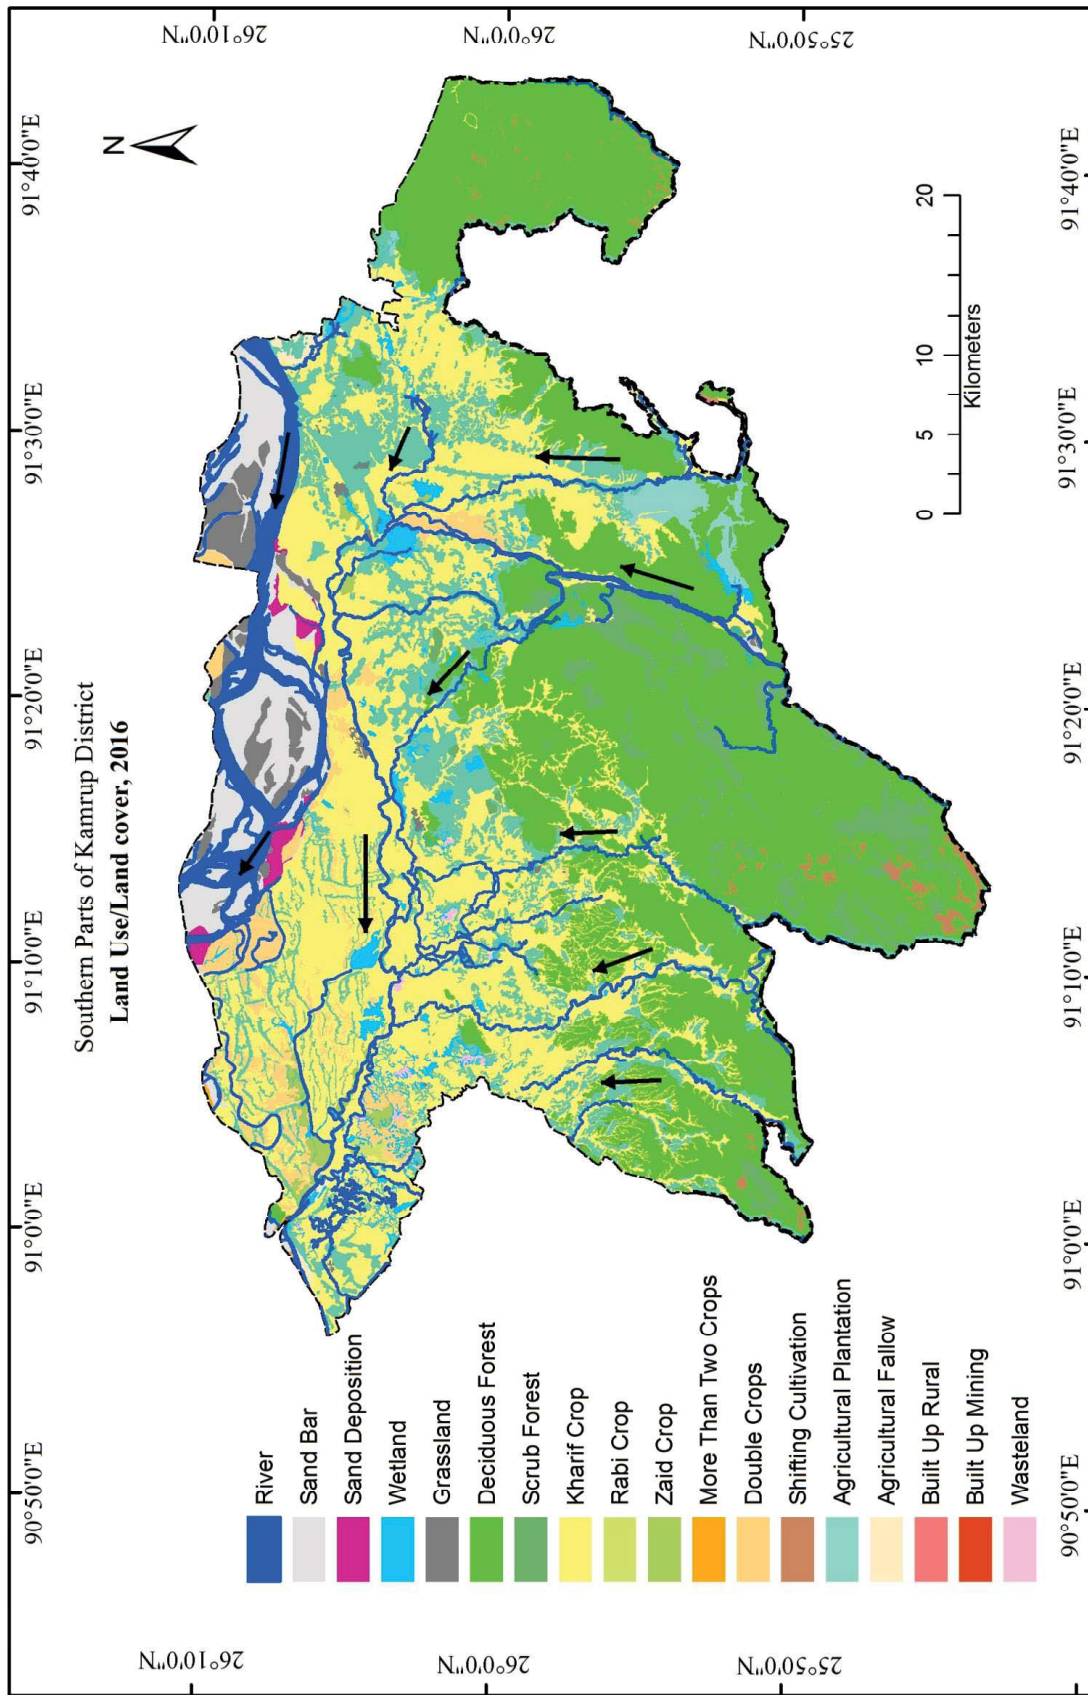 Southern Parts of Kamrup District
Land Use/Land cover, 2016
90°50'0"E
91°0'0"E
91°10'0"E
91°20'0"E
91°30'0"E
91°40'0"E
N
26°10'0"N
26°0'0"N
25°50'0"N
26°10'0"N
26°0'0"N
25°50'0"N
River
Sand Bar
Sand Deposition
Wetland
Grassland
Deciduous Forest
Scrub Forest
Kharif Crop
Rabi Crop
Zaid Crop
More Than Two Crops
Double Crops
Shifting Cultivation
Agricultural Plantation
Agricultural Fallow
Built Up Rural
Built Up Mining
Wasteland
0 5 10 20
Kilometers
90°50'0"E
91°0'0"E
91°10'0"E
91°20'0"E
91°30'0"E
91°40'0"E